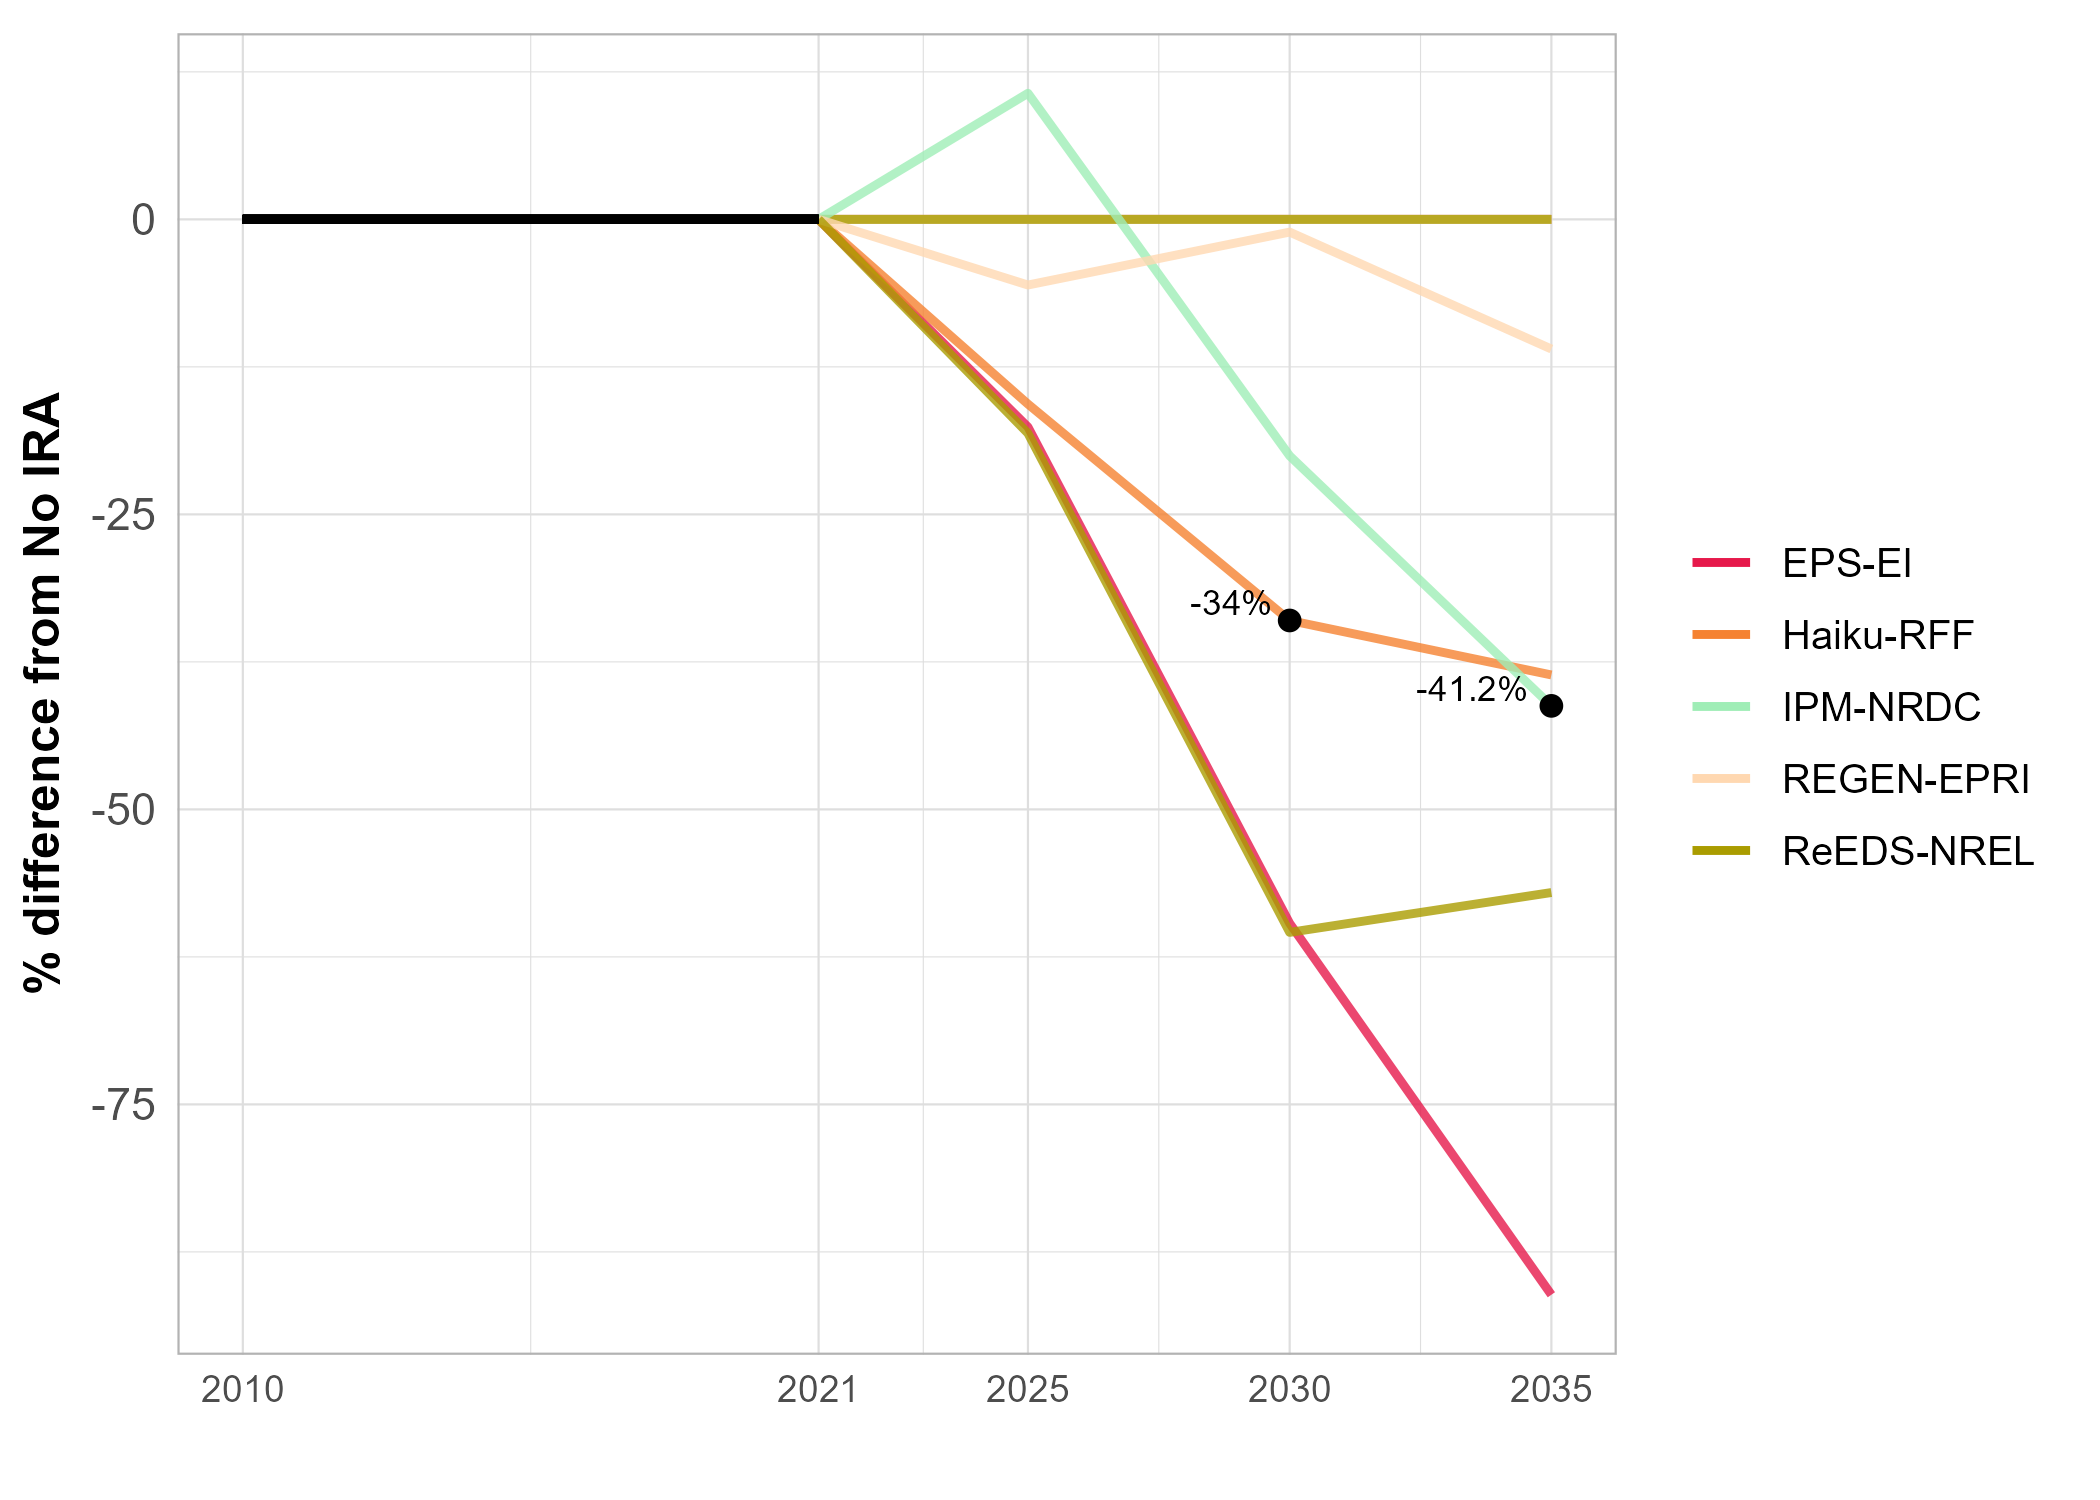 % difference from No IRA
0
-25
-50
-75
-34%
-41.2%
2010
2021
2025
2030
2035
EPS-EI
Haiku-RFF
IPM-NRDC
REGEN-EPRI
ReEDS-NREL